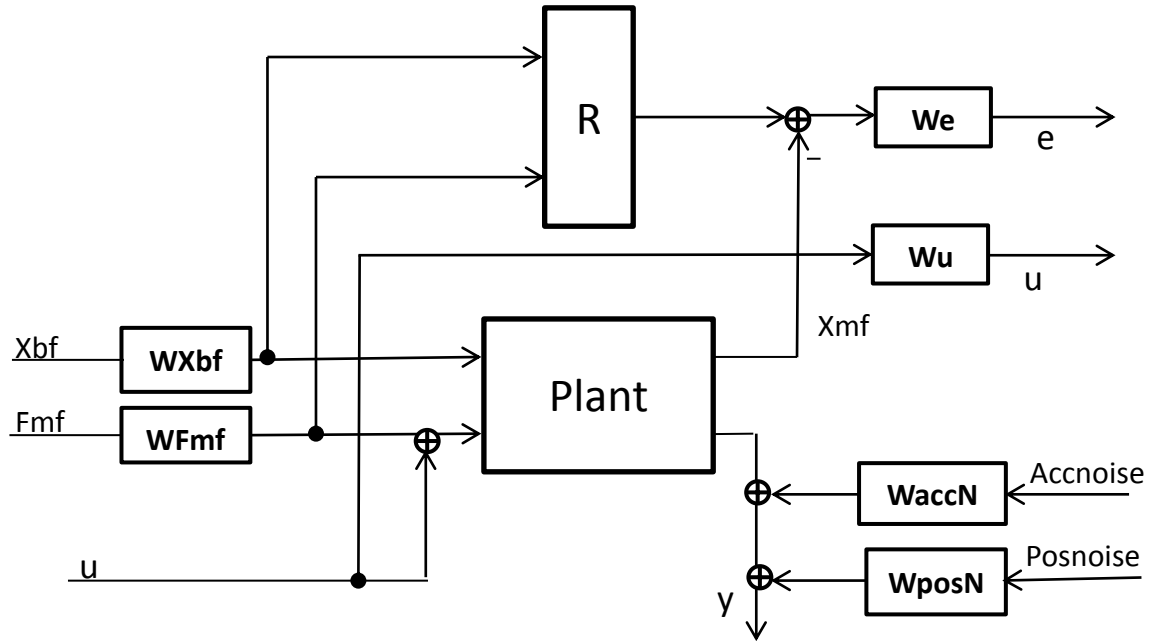 R
We
e
Wu
u
Xmf
Xbf
WXbf
Plant
Fmf
WFmf
WaccN
Accnoise
u
WposN
Posnoise
y